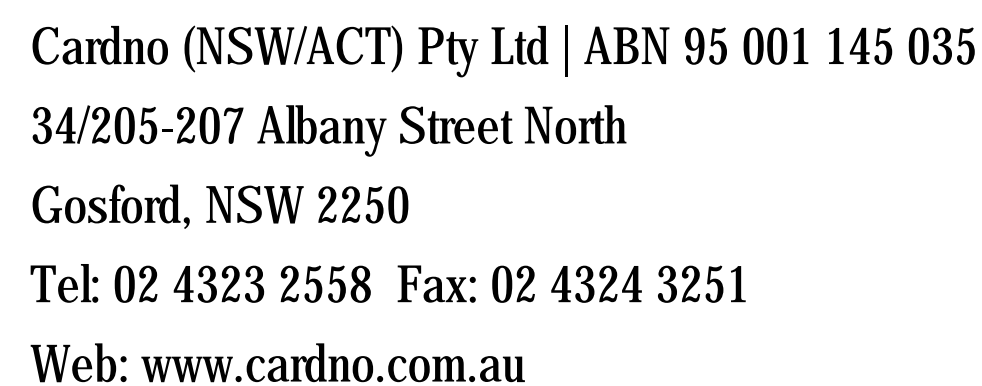 Cardno (NSW/ACT) Pty Ltd | ABN 95 001 145 035
34/205-207 Albany Street North
Gosford, NSW 2250
Tel: 02 4323 2558  Fax: 02 4324 3251
Web: www.cardno.com.au